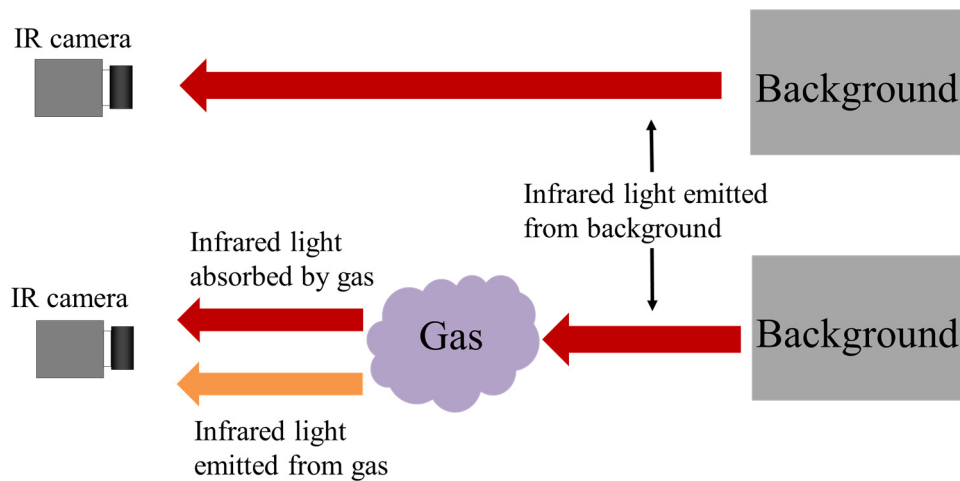 IR camera
Background
Infrared light emitted
from background
Infrared light
absorbed by gas
IR camera
Gas
Background
Infrared light
emitted from gas